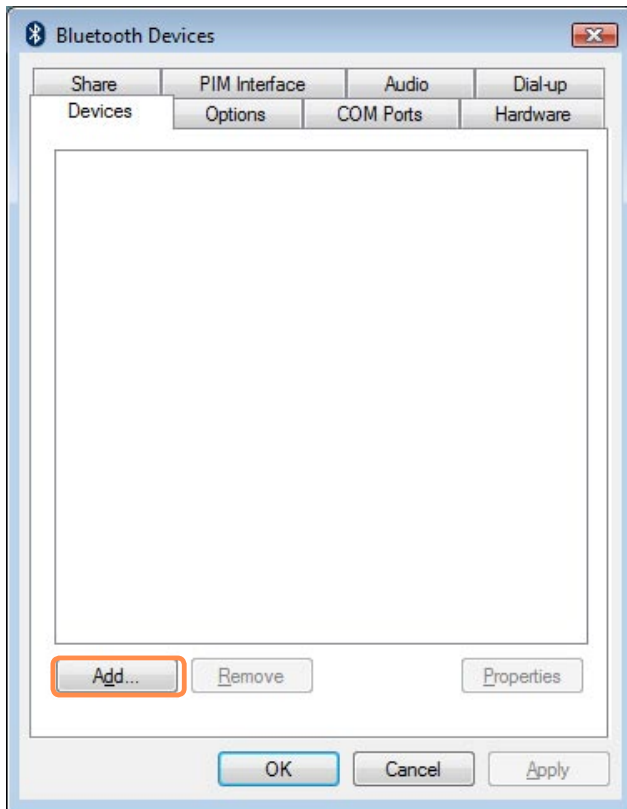 Bluetooth Devices
Share PIM Interface Audio Dial-up
Devices Options COM Ports Hardware
Add... Remove Properties
OK Cancel Apply